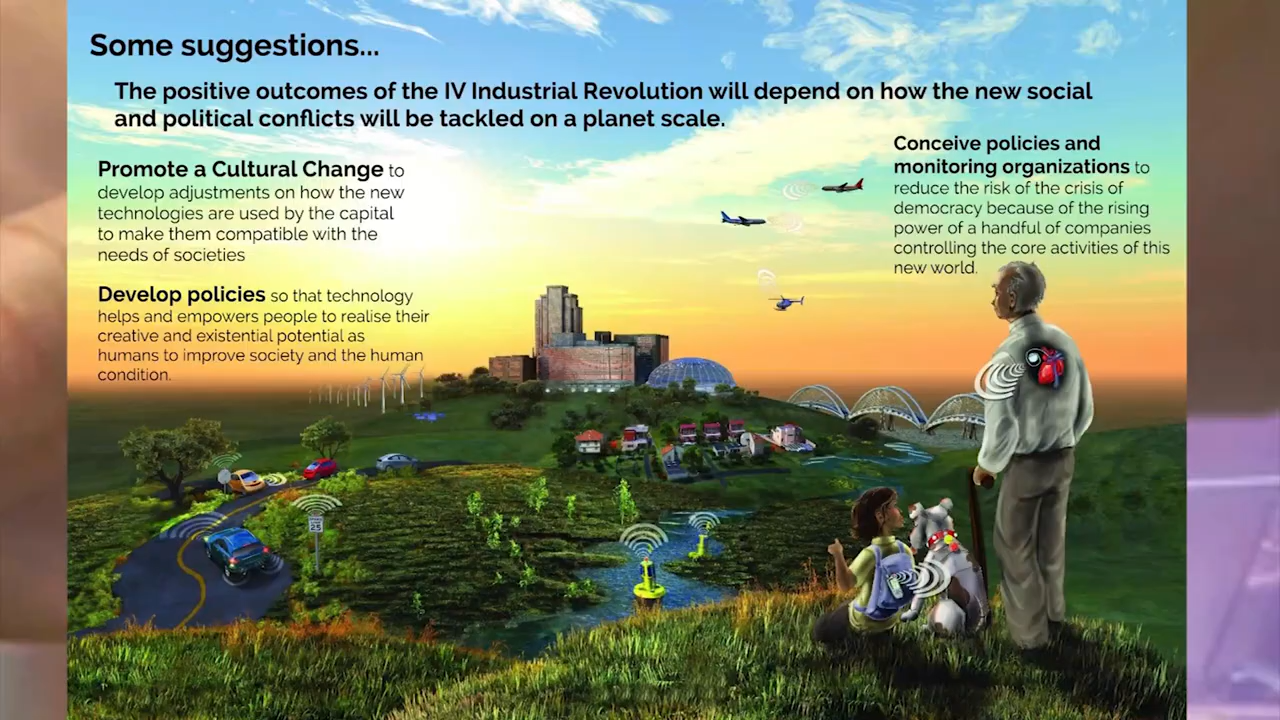 Some suggestions...
The positive outcomes of the IV Industrial Revolution will depend on how the new social
and political conflicts will be tackled on a planet scale.
Promote a Cultural Change to
develop adjustments on how the new
technologies are used by the capital
to make them compatible with the
needs of societies
Develop policies so that technology
helps and empowers people to realise their
creative and existential potential as
humans to improve society and the human
condition.
Conceive policies and
monitoring organizations to
reduce the risk of the crisis of
democracy because of the rising
power of a handful of companies
controlling the core activities of this
new world.
25